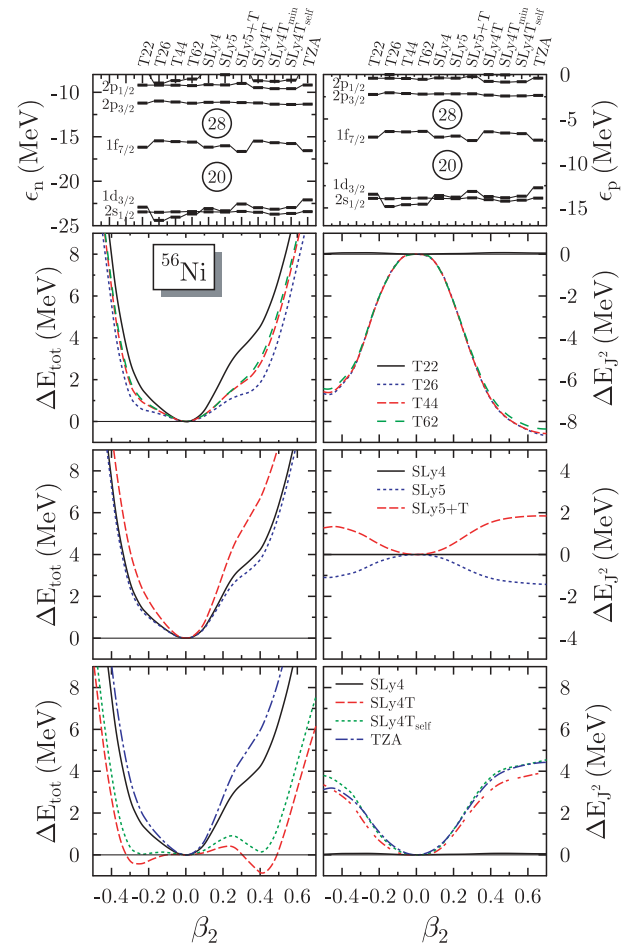 T22 T26 T44 T62 SLy4 SLy5 SLy5+T SLy4T SLy4Tmin SLy4Tself TZA
T22 T26 T44 T62 SLy4 SLy5 SLy5+T SLy4T SLy4Tmin SLy4Tself TZA
ϵn (MeV)
-10
-15
-20
-25
2p1/2
2p3/2
1f7/2
1d3/2
2s1/2
28
20
2p1/2
2p3/2
1f7/2
1d3/2
2s1/2
28
20
0
-5
-10
-15
ϵp (MeV)
ΔEtot (MeV)
8
6
4
2
0
56Ni
T22
T26
T44
T62
0
-2
-4
-6
-8
ΔEJ2 (MeV)
ΔEtot (MeV)
8
6
4
2
0
SLy4
SLy5
SLy5+T
4
2
0
-2
-4
ΔEJ2 (MeV)
ΔEtot (MeV)
8
6
4
2
0
SLy4
SLy4T
SLy4Tself
TZA
8
6
4
2
0
ΔEJ2 (MeV)
-0.4 -0.2 0.0 0.2 0.4 0.6
-0.4 -0.2 0.0 0.2 0.4 0.6
β2
β2